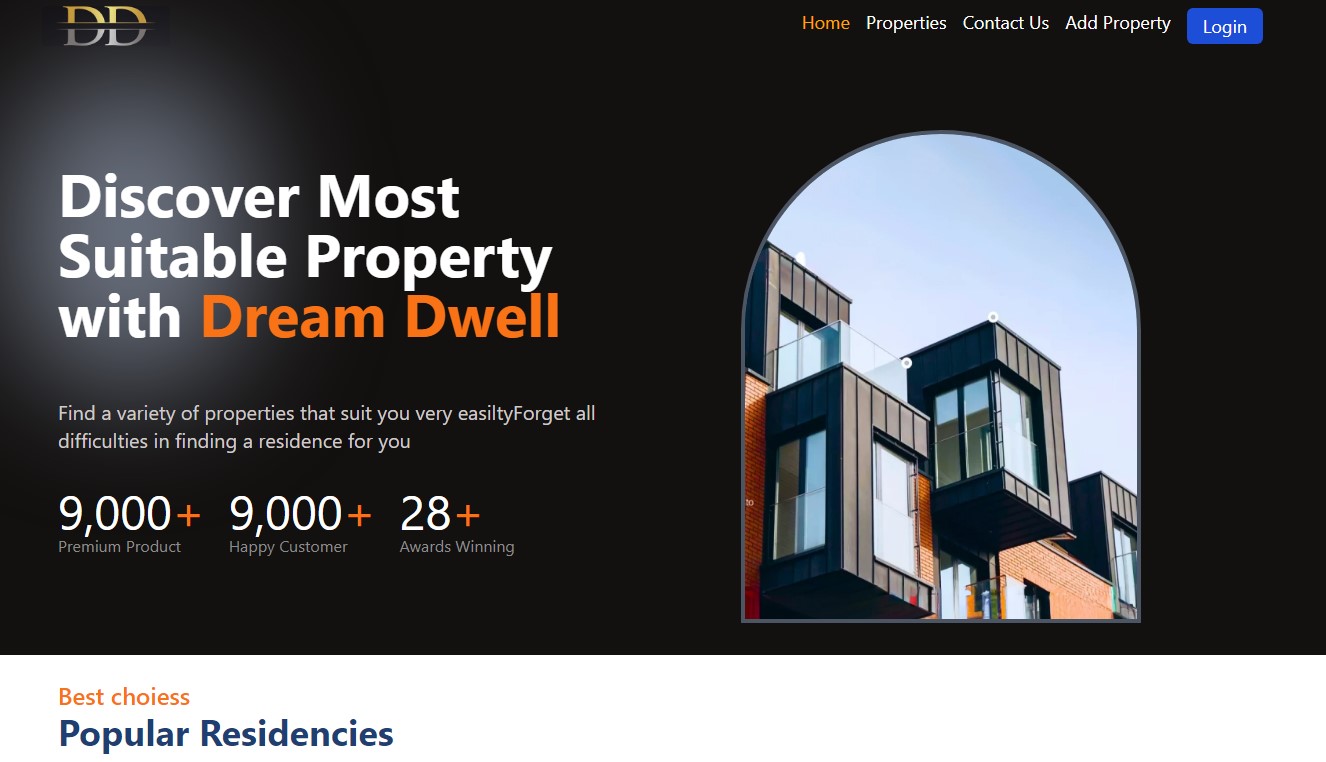 DD
Home Properties Contact Us Add Property Login
Discover Most
Suitable Property
with Dream Dwell
Find a variety of properties that suit you very easiltyForget all
difficulties in finding a residence for you
9,000+ 9,000+ 28+
Premium Product Happy Customer Awards Winning
to
Best choiess
Popular Residencies